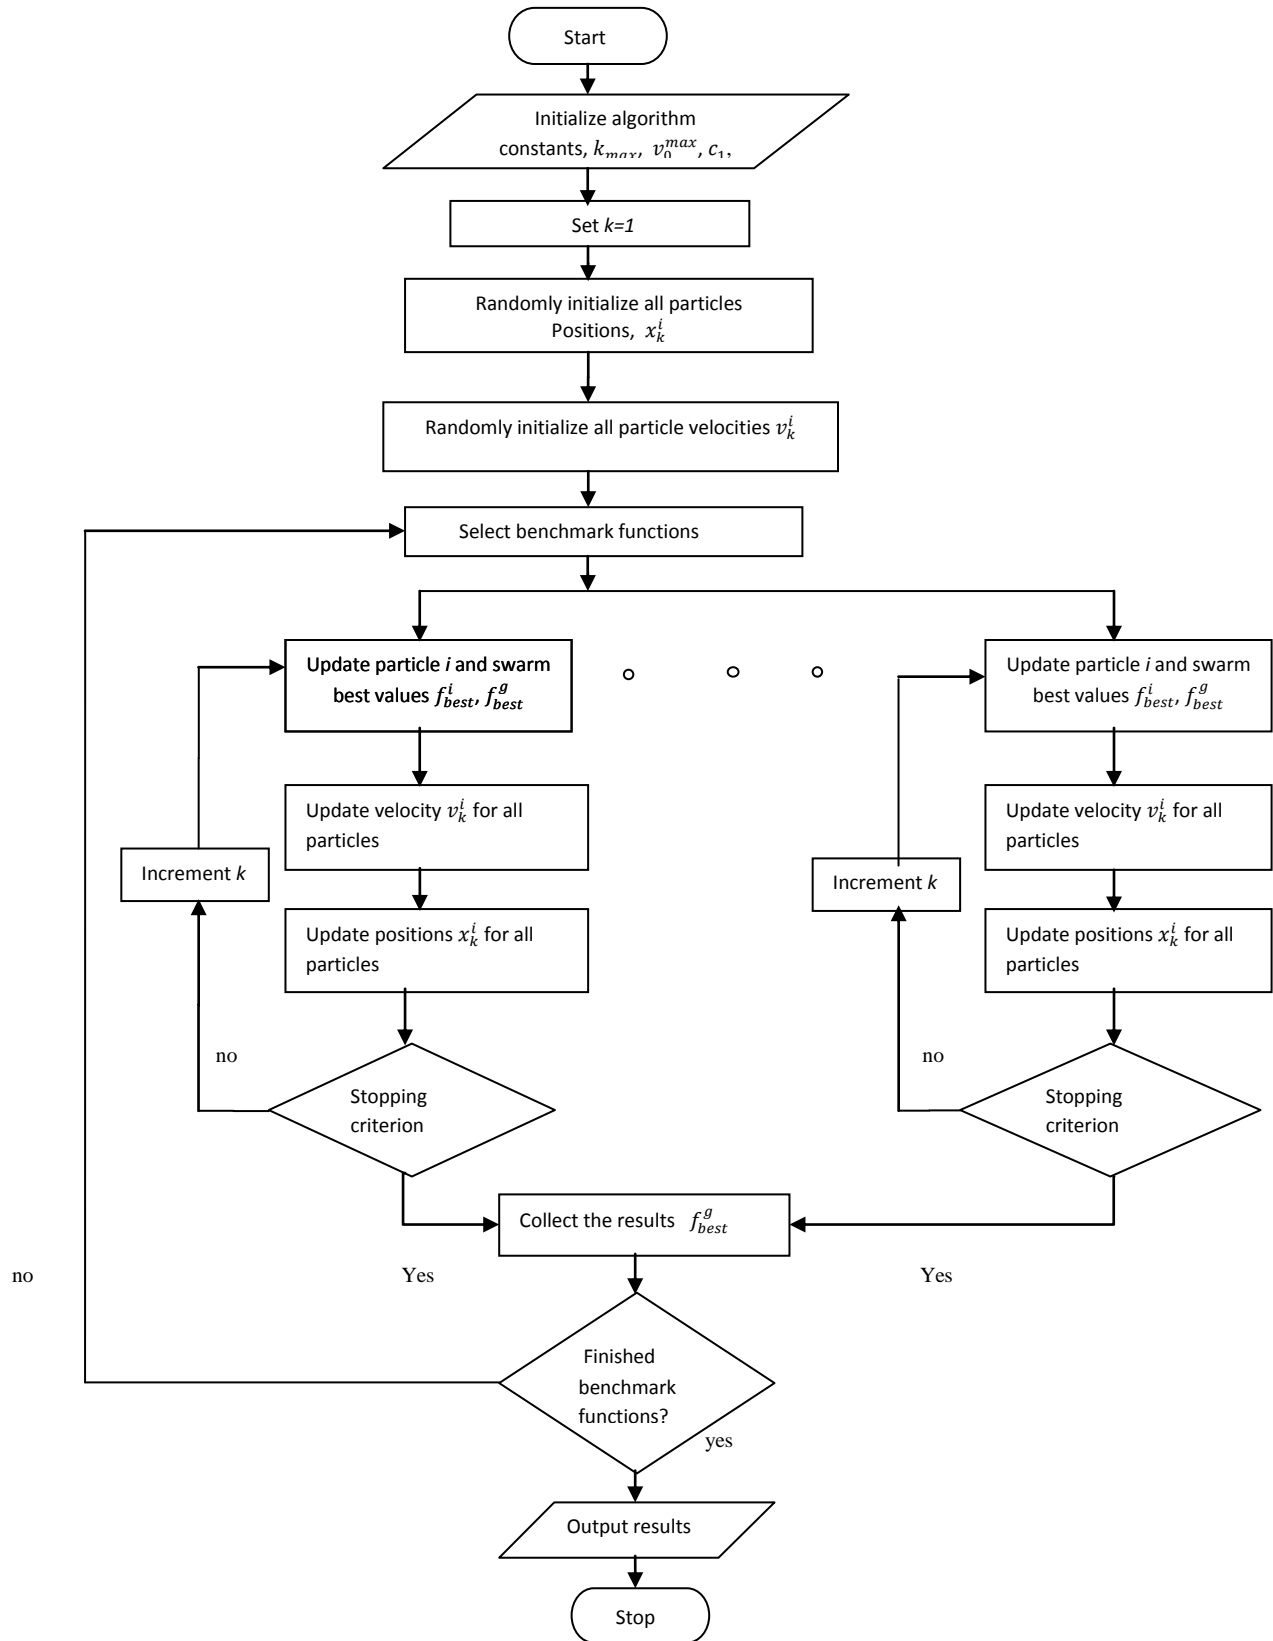 Start
Initialize algorithm
constants, k_max, v_0^max, c_1,
Set k=1
Randomly initialize all particles
Positions, x_k^i
Randomly initialize all particle velocities v_k^i
Select benchmark functions
Update particle i and swarm
best values f_best^i, f_best^g
Update velocity v_k^i for all
particles
Increment k
Update positions x_k^i for all
particles
no
Stopping
criterion
Update particle i and swarm
best values f_best^i, f_best^g
Update velocity v_k^i for all
particles
Increment k
Update positions x_k^i for all
particles
no
Stopping
criterion
Collect the results f_best^g
no
Yes
Yes
Finished
benchmark
functions?
yes
Output results
Stop